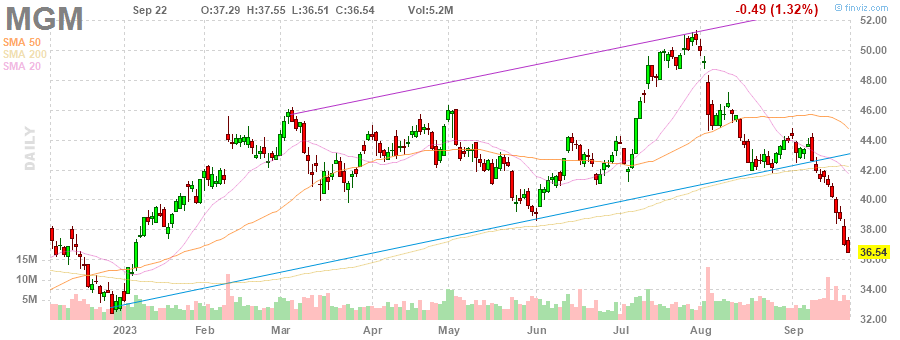 MGM Sep 22 O:37.29 H:37.55 L:36.51 C:36.54 Vol:5.2M -0.49 (1.32%) © finviz.com
SMA 50
SMA 200
SMA 20
DAILY
52.00
50.00
48.00
46.00
44.00
42.00
40.00
38.00
36.54
36.00
34.00
32.00
15M
10M
5M
2023 Feb Mar Apr May Jun Jul Aug Sep